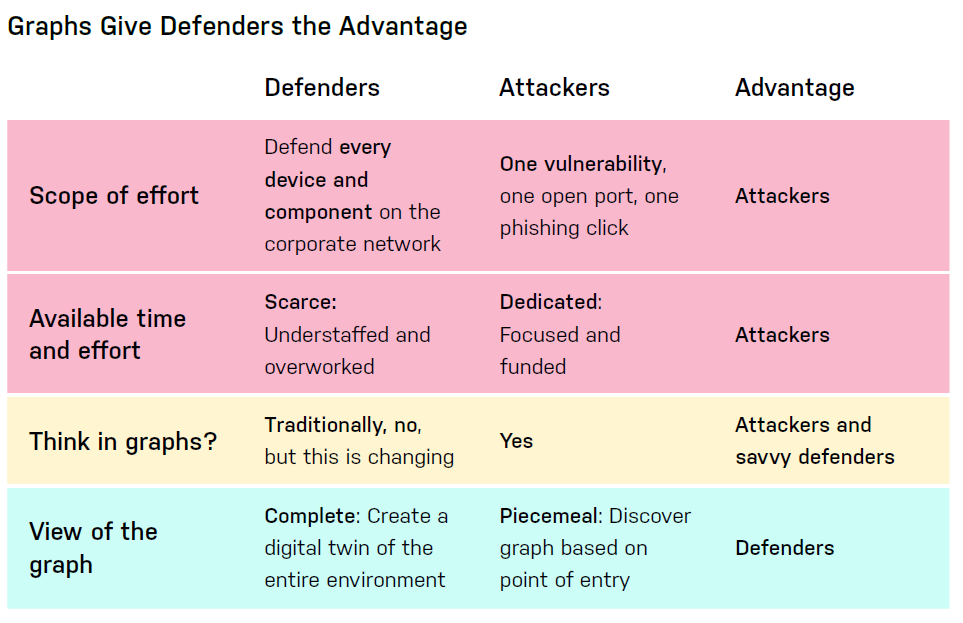 Graphs Give Defenders the Advantage
Defenders Attackers Advantage
Scope of effort
Defend every
device and
component on the
corporate network
One vulnerability,
one open port, one
phishing click
Attackers
Available time
and effort
Scarce:
Understaffed and
overworked
Dedicated:
Focused and
funded
Attackers
Think in graphs?
Traditionally, no,
but this is changing
Yes
Attackers and
savvy defenders
View of the
graph
Complete: Create a
digital twin of the
entire environment
Piecemeal: Discover
graph based on
point of entry
Defenders